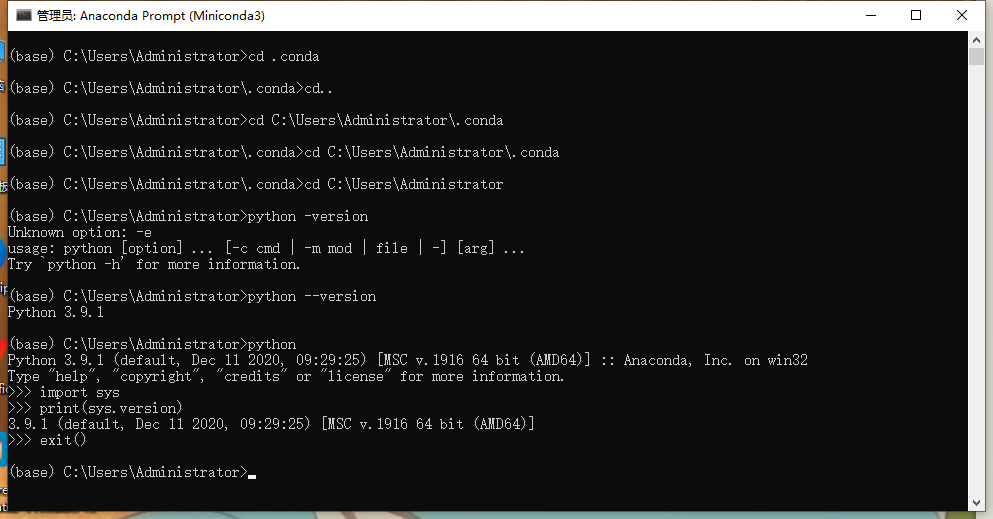 管理员: Anaconda Prompt (Miniconda3)
(base) C:\Users\Administrator>cd .conda
(base) C:\Users\Administrator\.conda>cd..
(base) C:\Users\Administrator>cd C:\Users\Administrator\.conda
(base) C:\Users\Administrator\.conda>cd C:\Users\Administrator\.conda
(base) C:\Users\Administrator\.conda>cd C:\Users\Administrator
(base) C:\Users\Administrator>python -version
Unknown option: -e
usage: python [option] ... [-c cmd | -m mod | file | -] [arg] ...
Try `python -h' for more information.
(base) C:\Users\Administrator>python --version
Python 3.9.1
(base) C:\Users\Administrator>python
Python 3.9.1 (default, Dec 11 2020, 09:29:25) [MSC v.1916 64 bit (AMD64)] :: Anaconda, Inc. on win32
Type "help", "copyright", "credits" or "license" for more information.
>>> import sys
>>> print(sys.version)
3.9.1 (default, Dec 11 2020, 09:29:25) [MSC v.1916 64 bit (AMD64)]
>>> exit()
(base) C:\Users\Administrator>